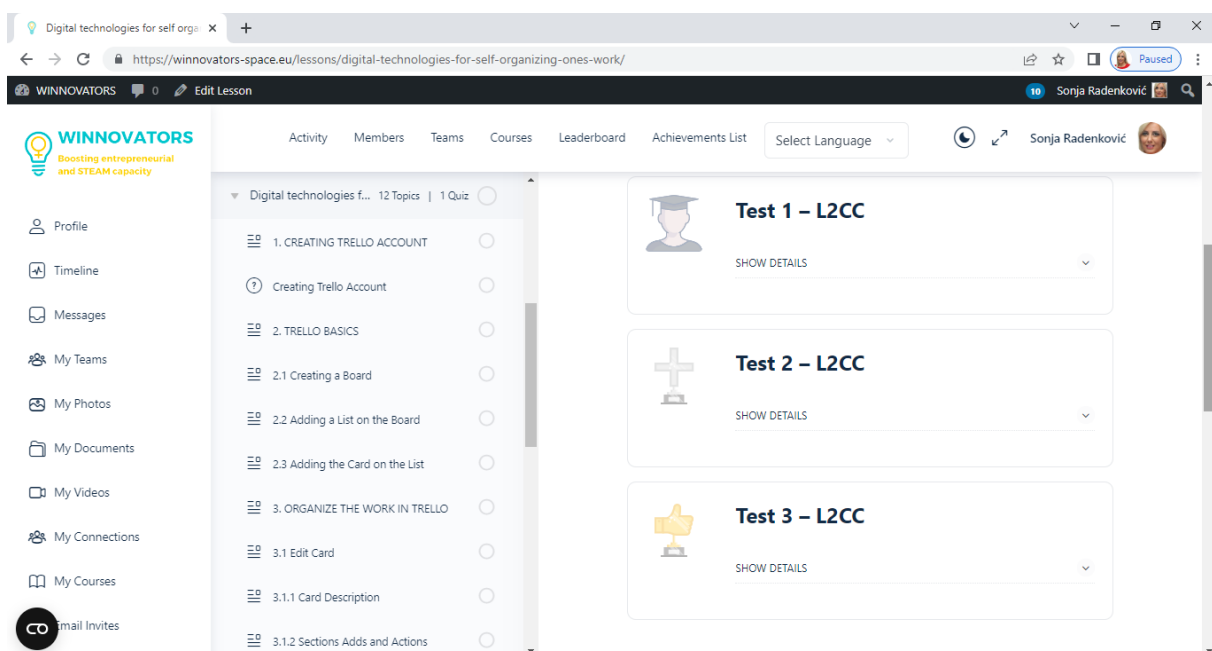 Digital technologies for self orga
https://winnovators-space.eu/lessons/digital-technologies-for-self-organizing-ones-work/
Paused
WINNOVATORS 0 Edit Lesson
10 Sonja Radenković
WINNOVATORS
Boosting entrepreneurial
and STEAM capacity
Activity Members Teams Courses Leaderboard Achievements List Select Language Sonja Radenković
Profile
Timeline
Messages
My Teams
My Photos
My Documents
My Videos
My Connections
My Courses
Email Invites
Digital technologies f... 12 Topics | 1 Quiz
1. CREATING TRELLO ACCOUNT
Creating Trello Account
2. TRELLO BASICS
2.1 Creating a Board
2.2 Adding a List on the Board
2.3 Adding the Card on the List
3. ORGANIZE THE WORK IN TRELLO
3.1 Edit Card
3.1.1 Card Description
3.1.2 Sections Adds and Actions
Test 1 – L2CC
SHOW DETAILS
Test 2 – L2CC
SHOW DETAILS
Test 3 – L2CC
SHOW DETAILS